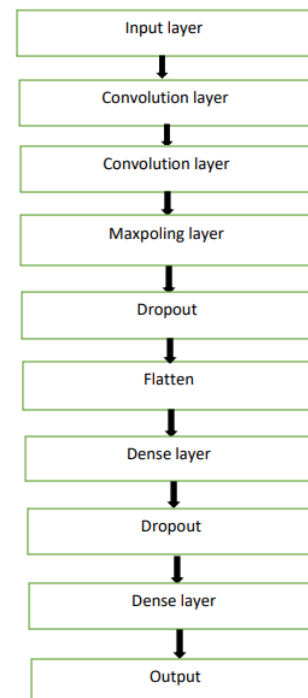 Input layer
Convolution layer
Convolution layer
Maxpoling layer
Dropout
Flatten
Dense layer
Dropout
Dense layer
Output